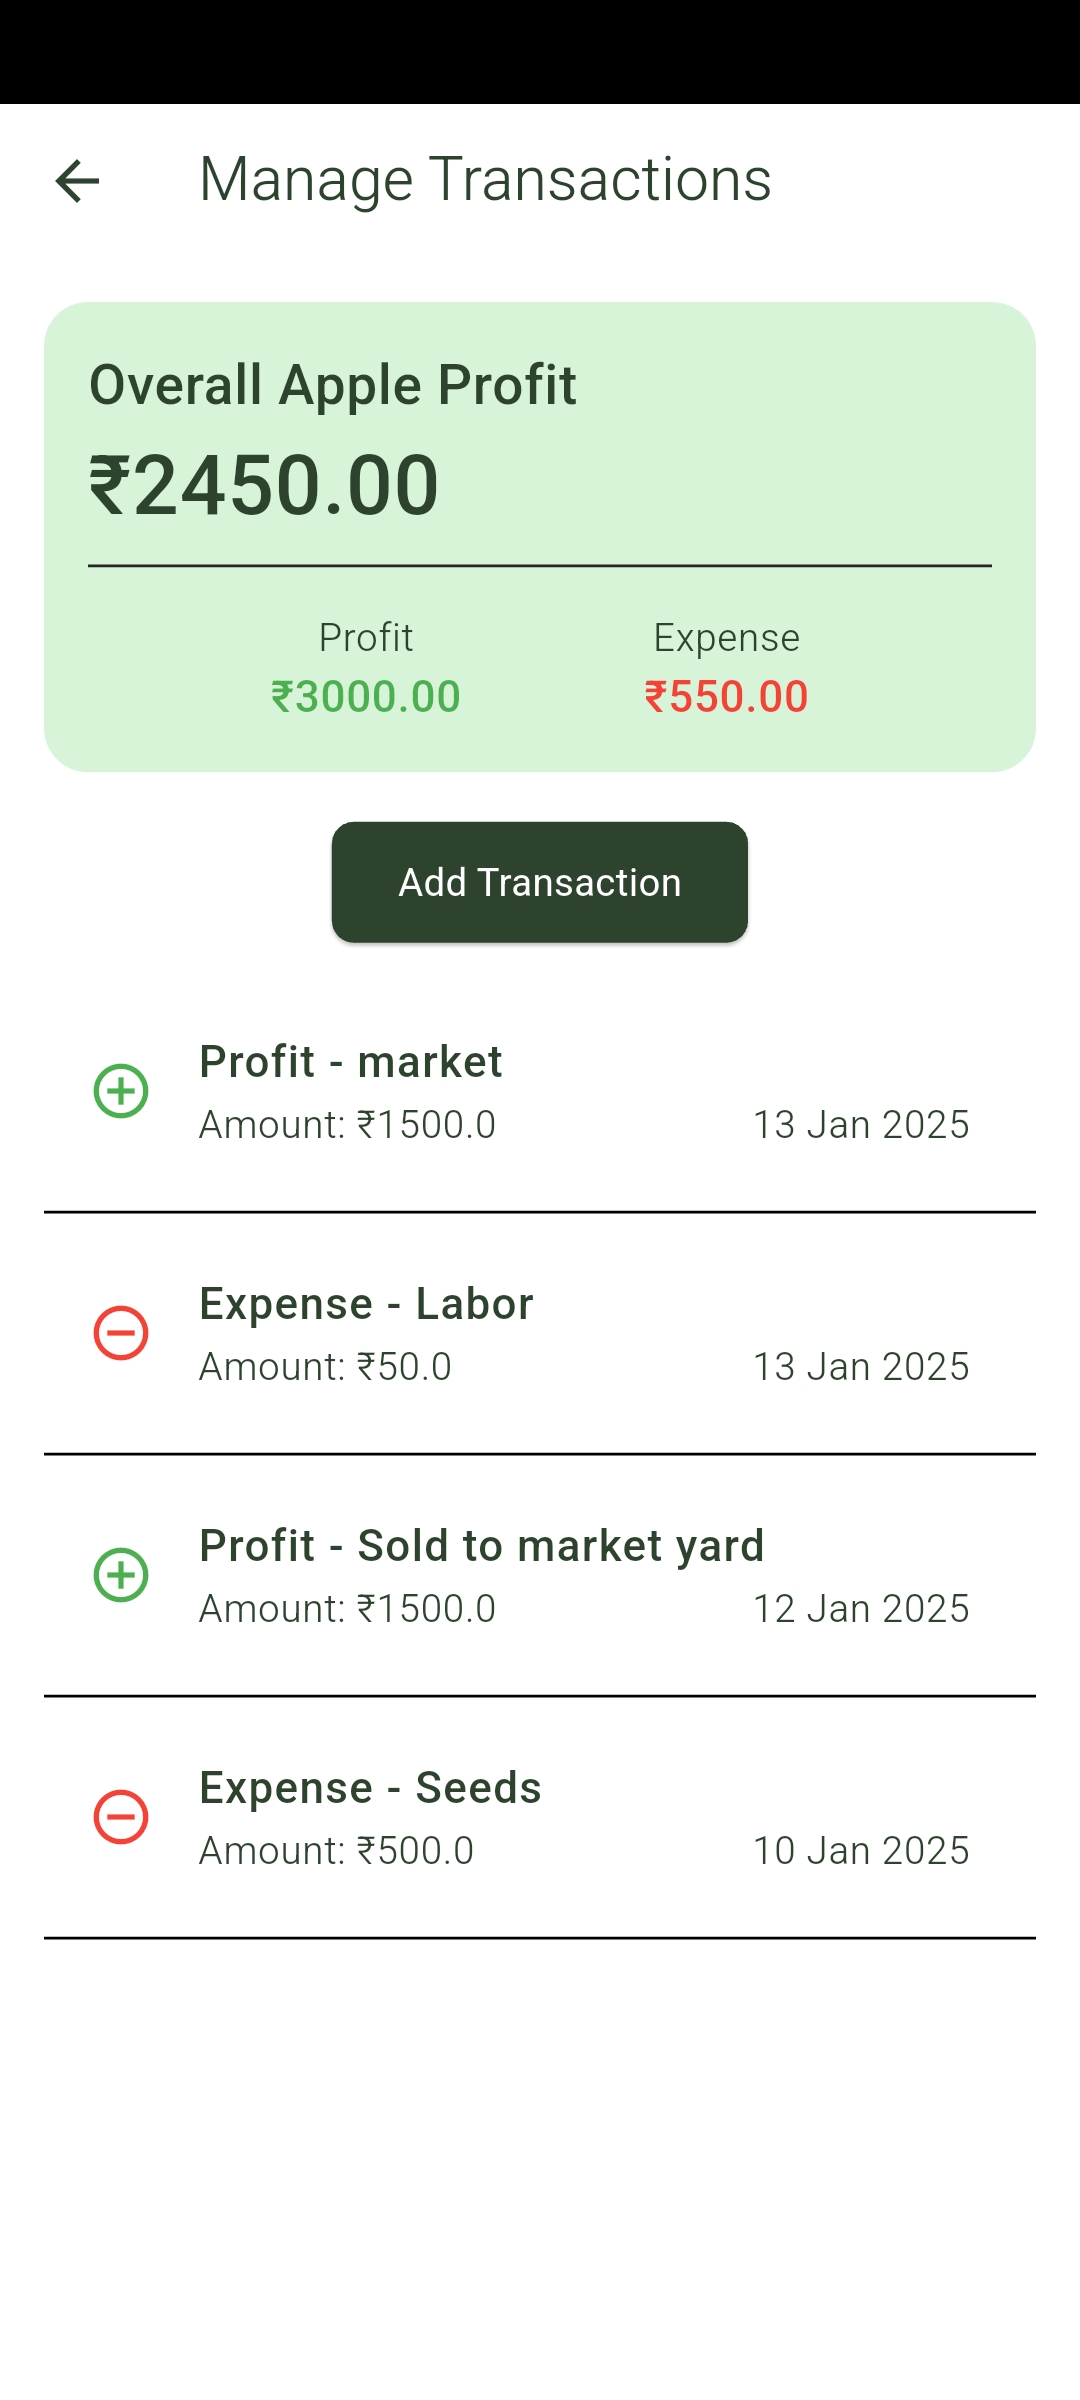 Manage Transactions
Overall Apple Profit
₹2450.00
Profit Expense
₹3000.00 ₹550.00
Add Transaction
Profit - market
Amount: ₹1500.0 13 Jan 2025
Expense - Labor
Amount: ₹50.0 13 Jan 2025
Profit - Sold to market yard
Amount: ₹1500.0 12 Jan 2025
Expense - Seeds
Amount: ₹500.0 10 Jan 2025